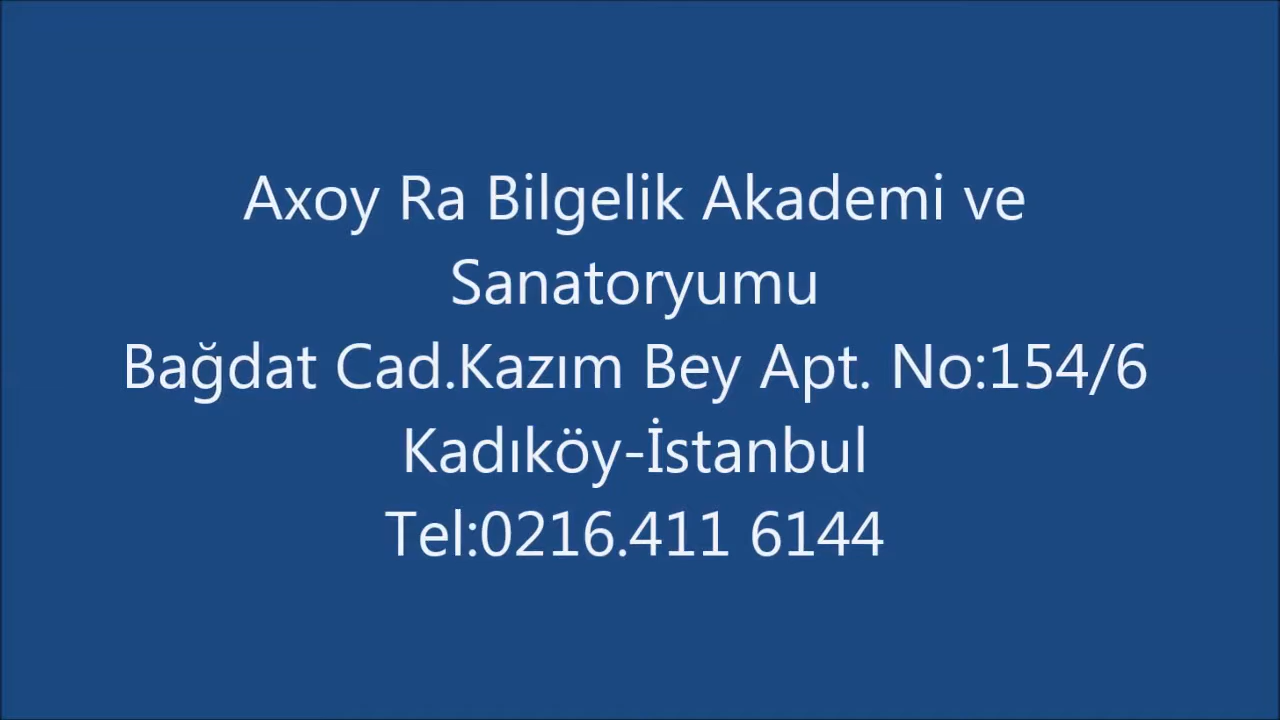 Axoy Ra Bilgelik Akademi ve
Sanatoryumu
Bağdat Cad.Kazım Bey Apt. No:154/6
Kadıköy-İstanbul
Tel:0216.411 6144